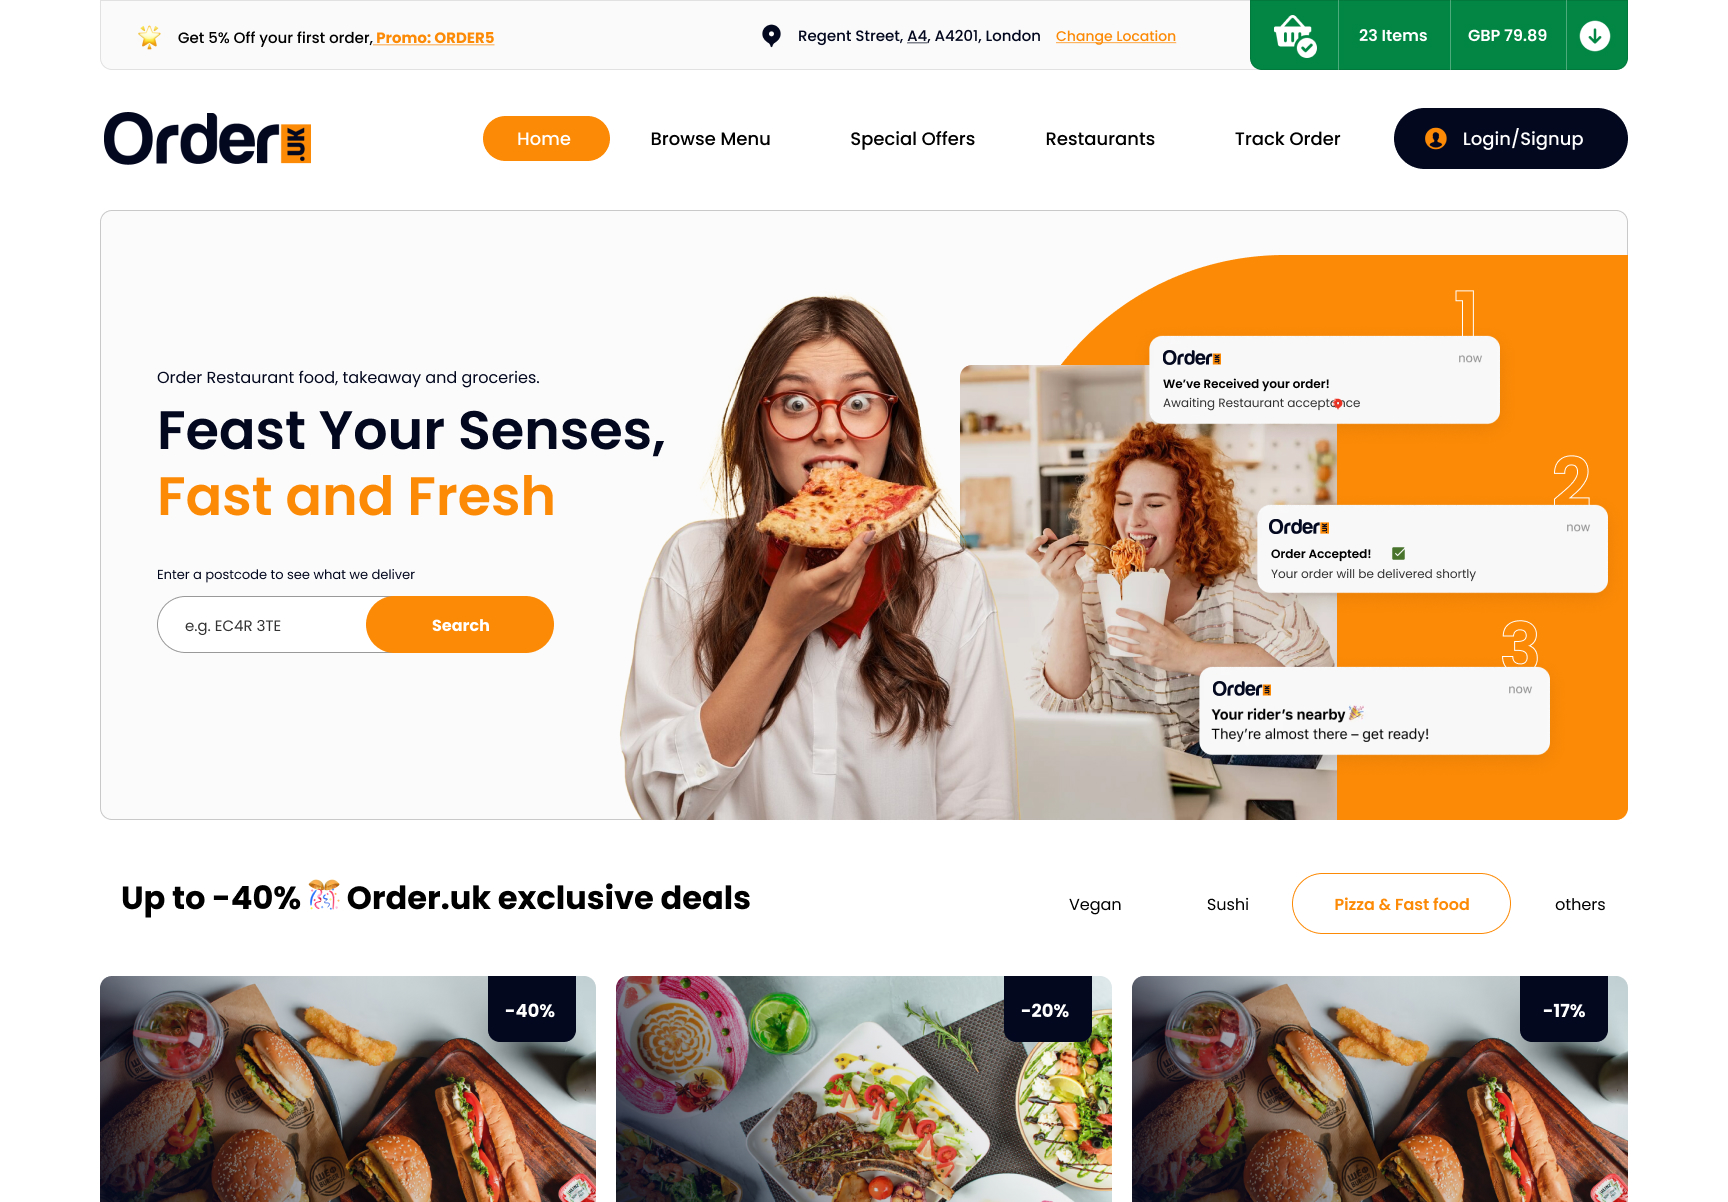 Get 5% Off your first order, Promo: ORDER5
Regent Street, A4, A4201, London
Change Location
23 Items
GBP 79.89
Order.uk
Home
Browse Menu
Special Offers
Restaurants
Track Order
Login/Signup
Order Restaurant food, takeaway and groceries.
Feast Your Senses,
Fast and Fresh
Enter a postcode to see what we deliver
e.g. EC4R 3TE
Search
1
Order.uk
now
We’ve Received your order!
Awaiting Restaurant acceptance
2
Order.uk
now
Order Accepted!
Your order will be delivered shortly
3
Order.uk
now
Your rider’s nearby
They’re almost there – get ready!
Up to -40% Order.uk exclusive deals
Vegan
Sushi
Pizza & Fast food
others
-40%
-20%
-17%